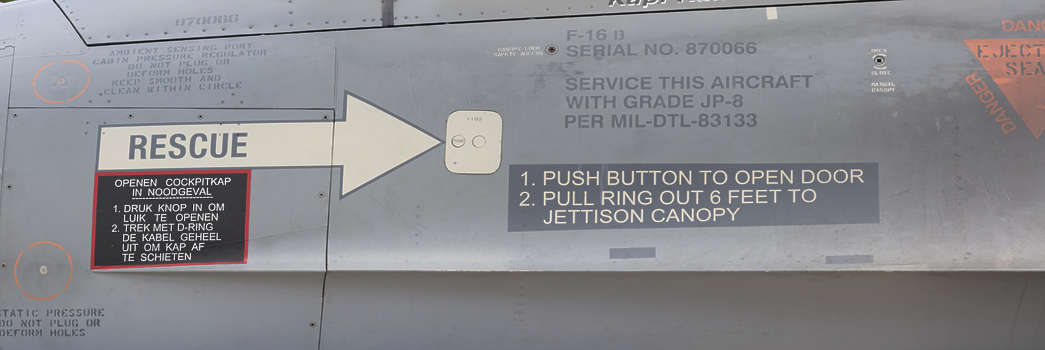 870066
AMBIENT SENSING PORT
CABIN PRESSURE REGULATOR
DO NOT PLUG OR
DEFORM HOLES
KEEP SMOOTH AND
CLEAN WITHIN CIRCLE
RESCUE
OPENEN COCKPITKAP
IN NOODGEVAL
1. DRUK KNOP IN OM
LUIK TE OPENEN
2. TREK MET D-RING
DE KABEL GEHEEL
UIT OM KAP AF
TE SCHIETEN
STATIC PRESSURE
DO NOT PLUG OR
DEFORM HOLES
F-16 B
SERIAL NO. 870066
SERVICE THIS AIRCRAFT
WITH GRADE JP-8
PER MIL-DTL-83133
1. PUSH BUTTON TO OPEN DOOR
2. PULL RING OUT 6 FEET TO
JETTISON CANOPY
MANUAL
CANOPY
DANGER
EJECT
SEA
DANGER